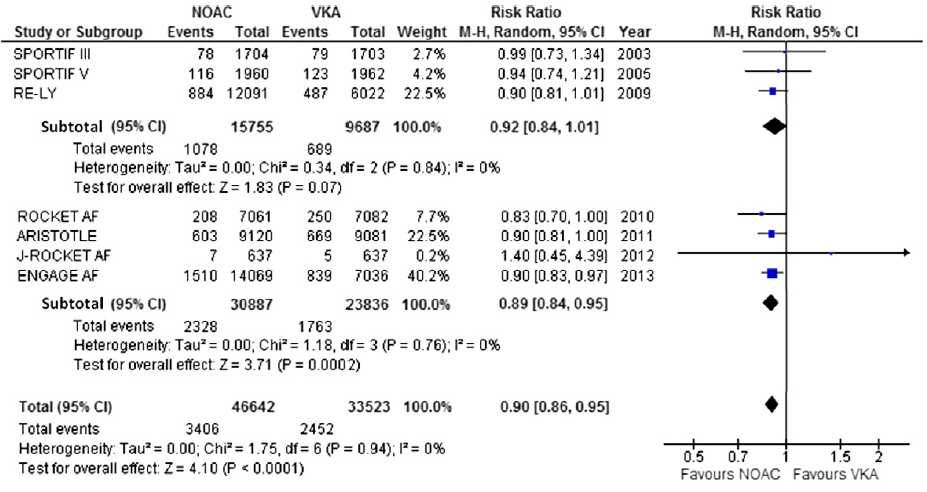 NOAC VKA Risk Ratio Risk Ratio
Study or Subgroup Events Total Events Total Weight M-H, Random, 95% CI Year M-H, Random, 95% CI
SPORTIF III 78 1704 79 1703 2.7% 0.99 [0.73, 1.34] 2003
SPORTIF V 116 1960 123 1962 4.2% 0.94 [0.74, 1.21] 2005
RE-LY 884 12091 487 6022 22.5% 0.90 [0.81, 1.01] 2009
Subtotal (95% CI) 15755 9687 100.0% 0.92 [0.84, 1.01]
Total events 1078 689
Heterogeneity: Tau² = 0.00; Chi² = 0.34, df = 2 (P = 0.84); I² = 0%
Test for overall effect: Z = 1.83 (P = 0.07)
ROCKET AF 208 7061 250 7082 7.7% 0.83 [0.70, 1.00] 2010
ARISTOTLE 603 9120 669 9081 22.5% 0.90 [0.81, 1.00] 2011
J-ROCKET AF 7 637 5 637 0.2% 1.40 [0.45, 4.39] 2012
ENGAGE AF 1510 14069 839 7036 40.2% 0.90 [0.83, 0.97] 2013
Subtotal (95% CI) 30887 23836 100.0% 0.89 [0.84, 0.95]
Total events 2328 1763
Heterogeneity: Tau² = 0.00; Chi² = 1.18, df = 3 (P = 0.76); I² = 0%
Test for overall effect: Z = 3.71 (P = 0.0002)
Total (95% CI) 46642 33523 100.0% 0.90 [0.86, 0.95]
Total events 3406 2452
Heterogeneity: Tau² = 0.00; Chi² = 1.75, df = 6 (P = 0.94); I² = 0%
Test for overall effect: Z = 4.10 (P < 0.0001)
0.5 0.7 1 1.5 2
Favours NOAC Favours VKA